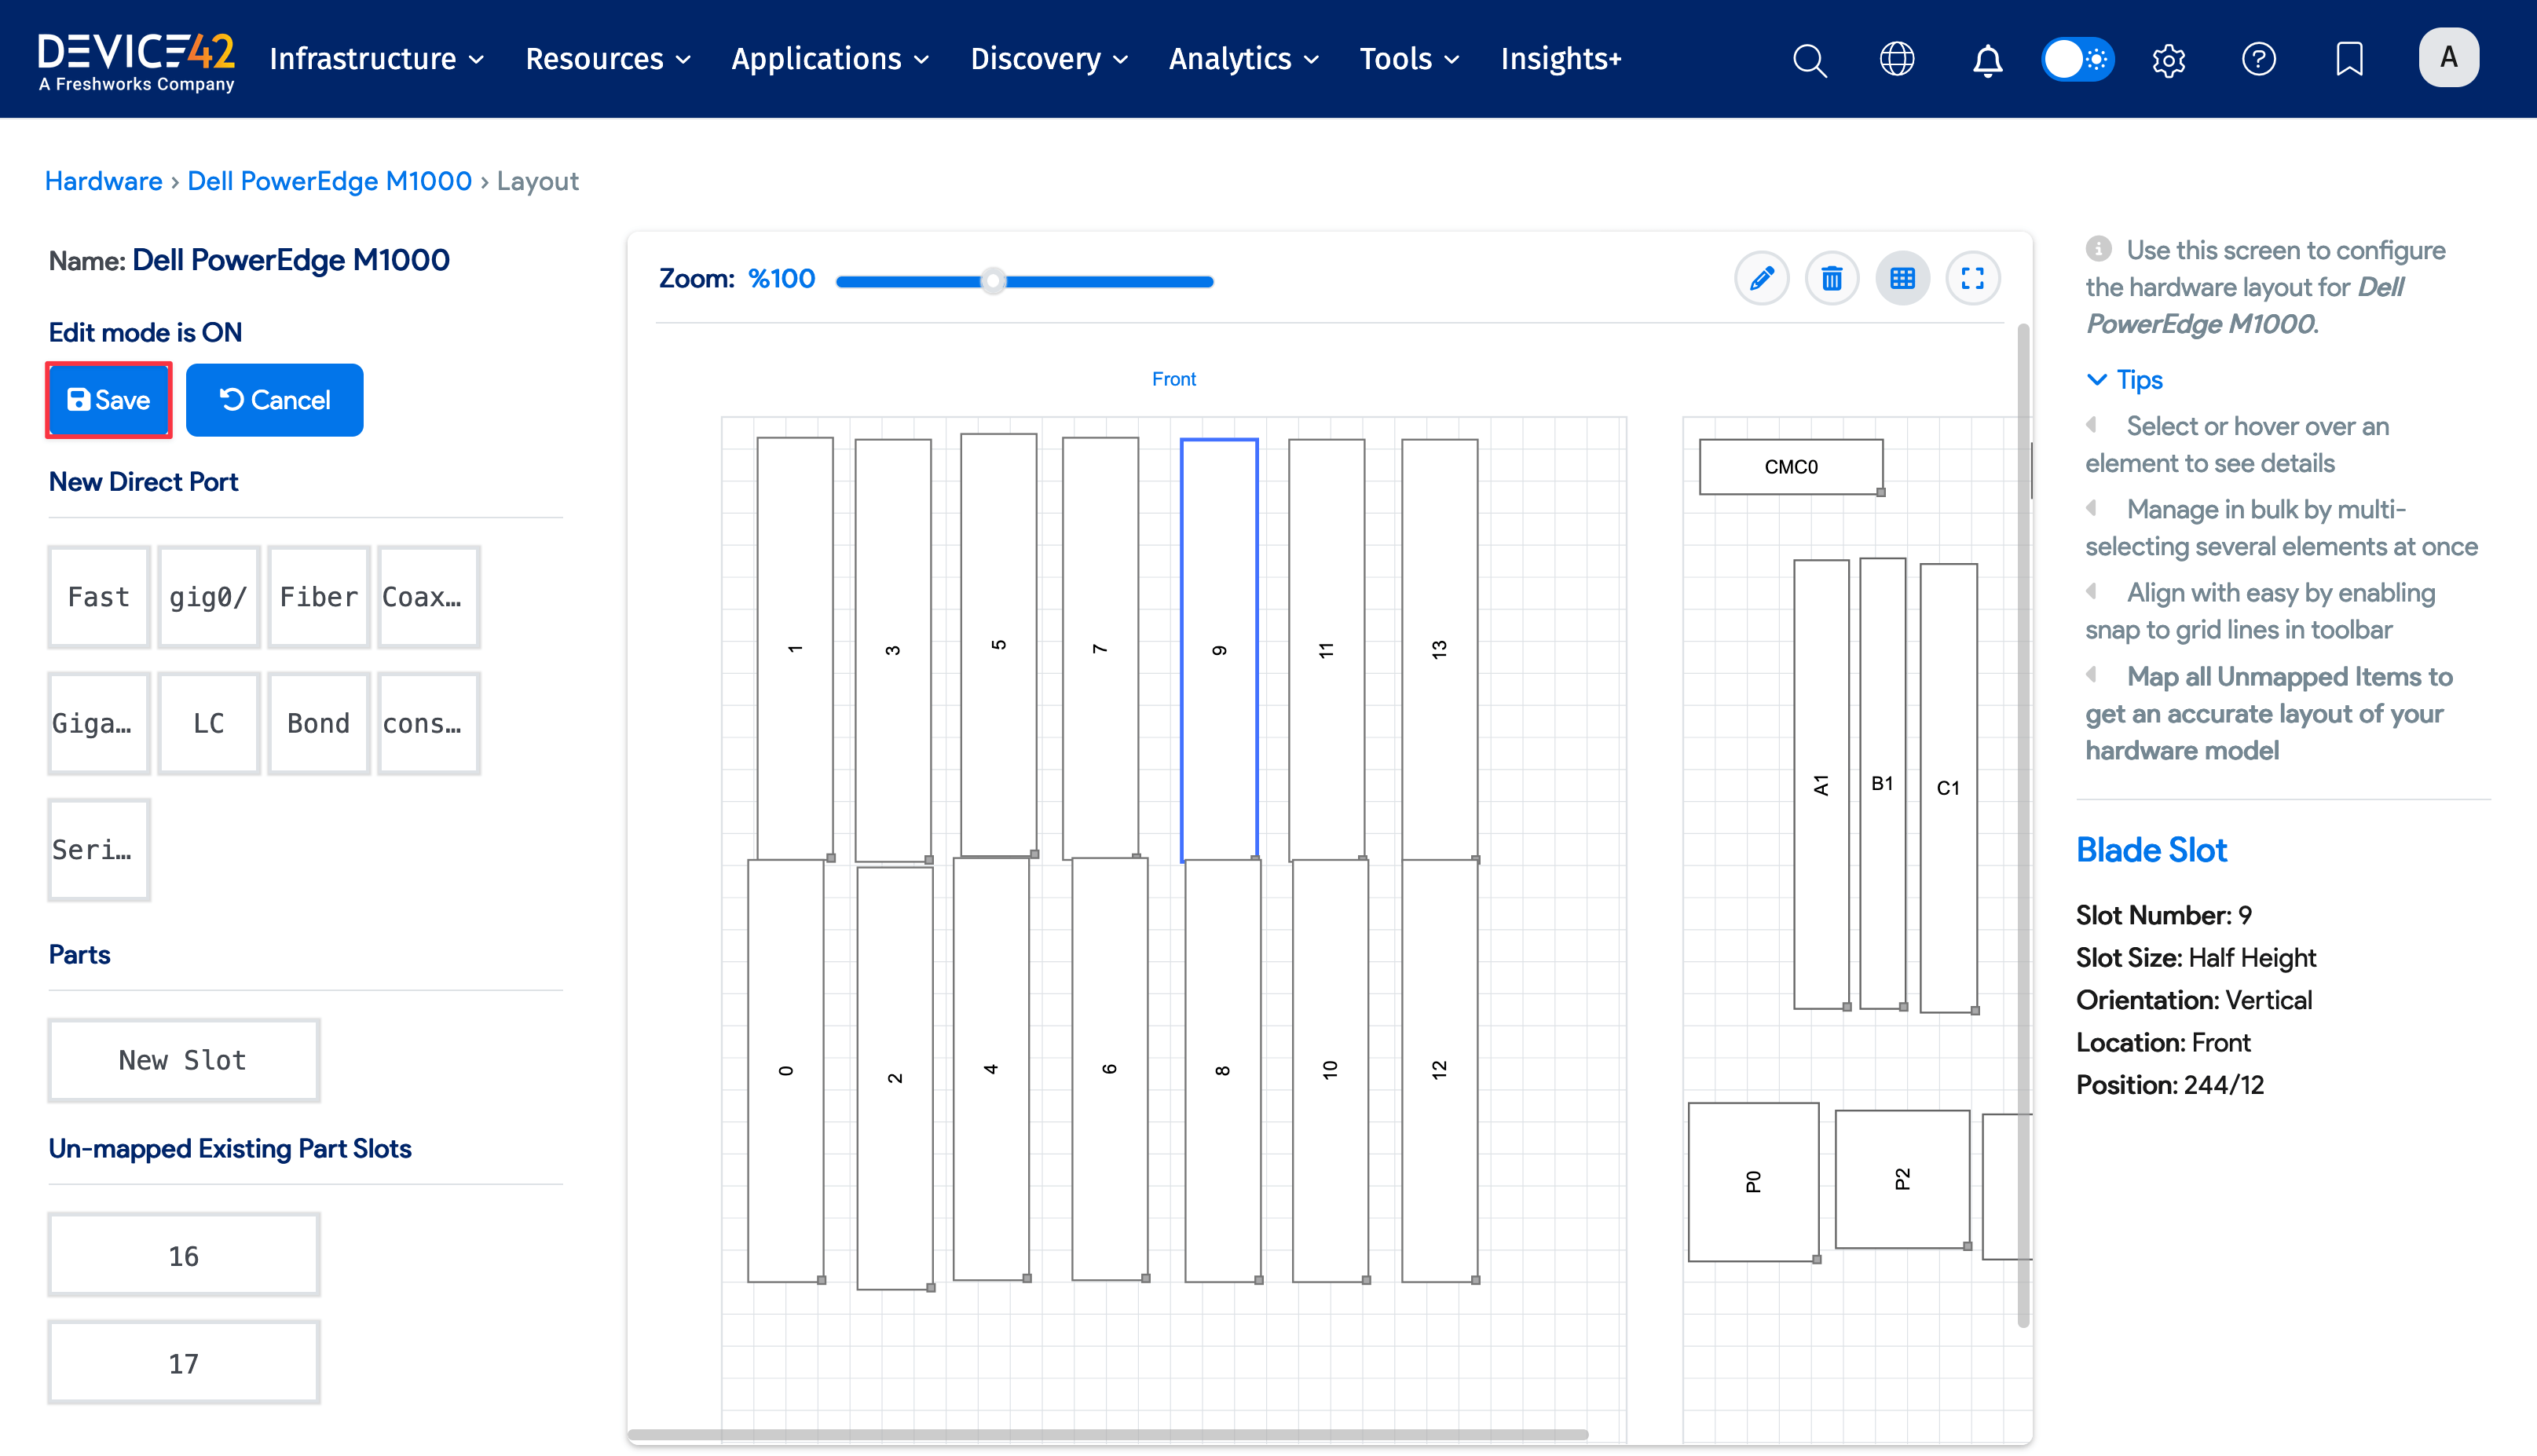 DEVICE42
A Freshworks Company
Infrastructure
Resources
Applications
Discovery
Analytics
Tools
Insights+
A
Hardware › Dell PowerEdge M1000 › Layout
Name: Dell PowerEdge M1000
Edit mode is ON
Save
Cancel
New Direct Port
Fast
gig0/
Fiber
Coax...
Giga...
LC
Bond
cons...
Seri...
Parts
New Slot
Un-mapped Existing Part Slots
16
17
Zoom: %100
Front
1
3
5
7
9
11
13
0
2
4
6
8
10
12
CMC0
A1
B1
C1
P0
P2
Use this screen to configure
the hardware layout for Dell
PowerEdge M1000.
Tips
Select or hover over an
element to see details
Manage in bulk by multi-
selecting several elements at once
Align with easy by enabling
snap to grid lines in toolbar
Map all Unmapped Items to
get an accurate layout of your
hardware model
Blade Slot
Slot Number: 9
Slot Size: Half Height
Orientation: Vertical
Location: Front
Position: 244/12